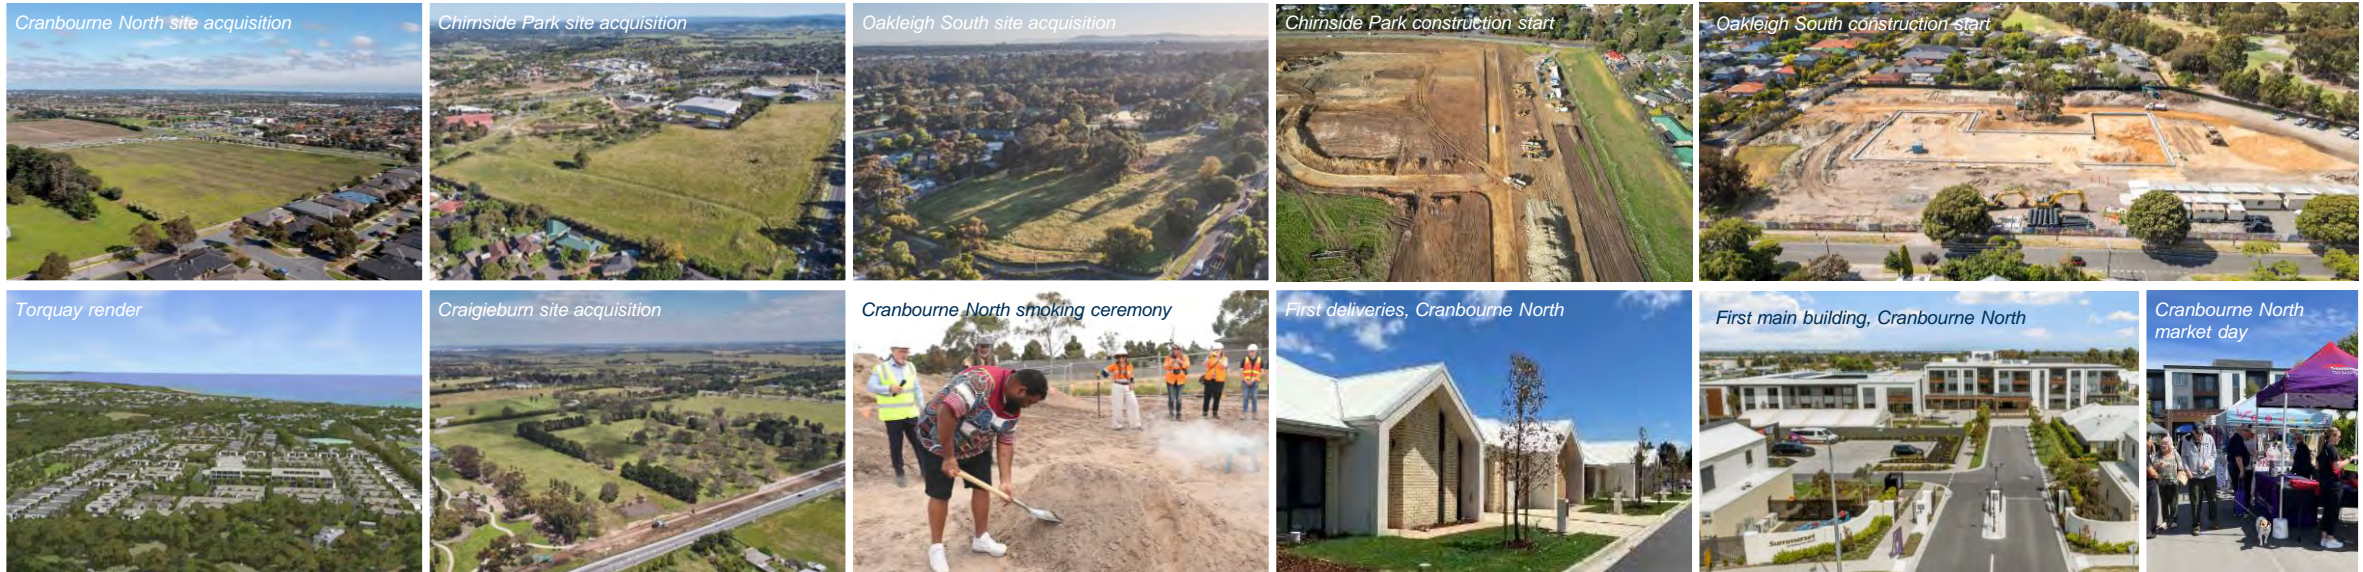 Cranbourne North site acquisition
Chirnside Park site acquisition
Oakleigh South site acquisition
Chirnside Park construction start
Oakleigh South construction start
Torquay render
Craigieburn site acquisition
Cranbourne North smoking ceremony
First deliveries, Cranbourne North
First main building, Cranbourne North
Cranbourne North
market day
Summerset